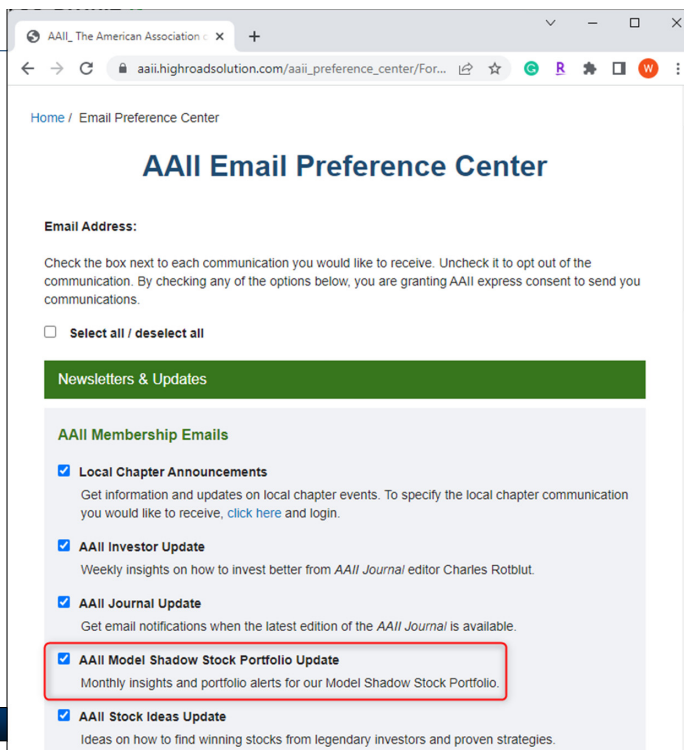 AAII_ The American Association o
aaii.highroadsolution.com/aaii_preference_center/For...
G R W
Home / Email Preference Center
AAII Email Preference Center
Email Address:
Check the box next to each communication you would like to receive. Uncheck it to opt out of the
communication. By checking any of the options below, you are granting AAII express consent to send you
communications.
Select all / deselect all
Newsletters & Updates
AAII Membership Emails
Local Chapter Announcements
Get information and updates on local chapter events. To specify the local chapter communication
you would like to receive, click here and login.
AAII Investor Update
Weekly insights on how to invest better from AAII Journal editor Charles Rotblut.
AAII Journal Update
Get email notifications when the latest edition of the AAII Journal is available.
AAII Model Shadow Stock Portfolio Update
Monthly insights and portfolio alerts for our Model Shadow Stock Portfolio.
AAII Stock Ideas Update
Ideas on how to find winning stocks from legendary investors and proven strategies.